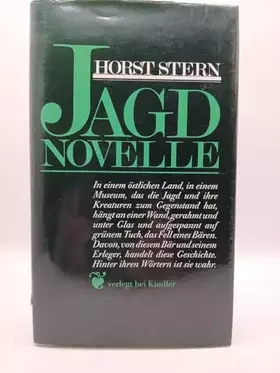 HORST STERN
JAGD
NOVELLE
In einem östlichen Land, in einem
Museum, das die Jagd und ihre
Kreaturen zum Gegenstand hat,
hängt an einer Wand, gerahmt und
unter Glas und aufgespannt auf
grünem Tuch, das Fell eines Bären.
Davon, von diesem Bär und seinem
Erleger, handelt diese Geschichte.
Hinter ihren Wörtern ist sie wahr.
verlegt bei Kindler